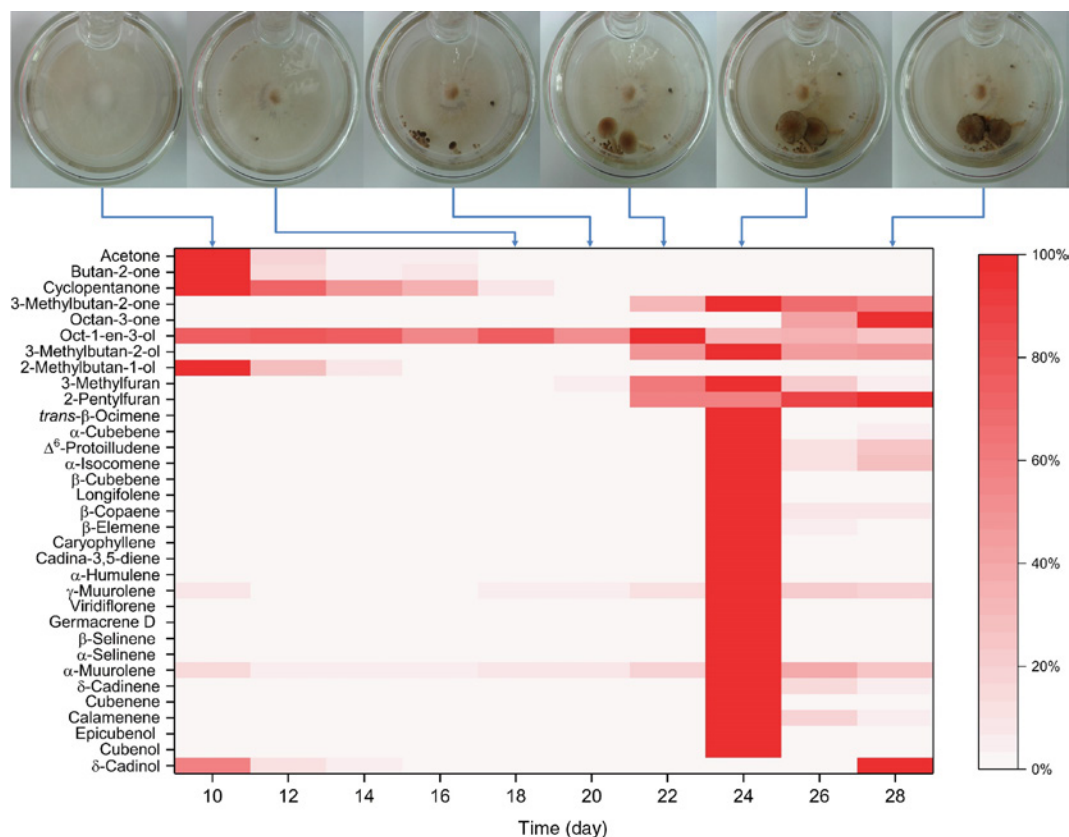 Acetone
Butan-2-one
Cyclopentanone
3-Methylbutan-2-one
Octan-3-one
Oct-1-en-3-ol
3-Methylbutan-2-ol
2-Methylbutan-1-ol
3-Methylfuran
2-Pentylfuran
trans-β-Ocimene
α-Cubebene
Δ⁶-Protoilludene
α-Isocomene
β-Cubebene
Longifolene
β-Copaene
β-Elemene
Caryophyllene
Cadina-3,5-diene
α-Humulene
γ-Muurolene
Viridiflorene
Germacrene D
β-Selinene
α-Selinene
α-Muurolene
δ-Cadinene
Cubenene
Calamenene
Epicubenol
Cubenol
δ-Cadinol
10 12 14 16 18 20 22 24 26 28
Time (day)
100%
80%
60%
40%
20%
0%